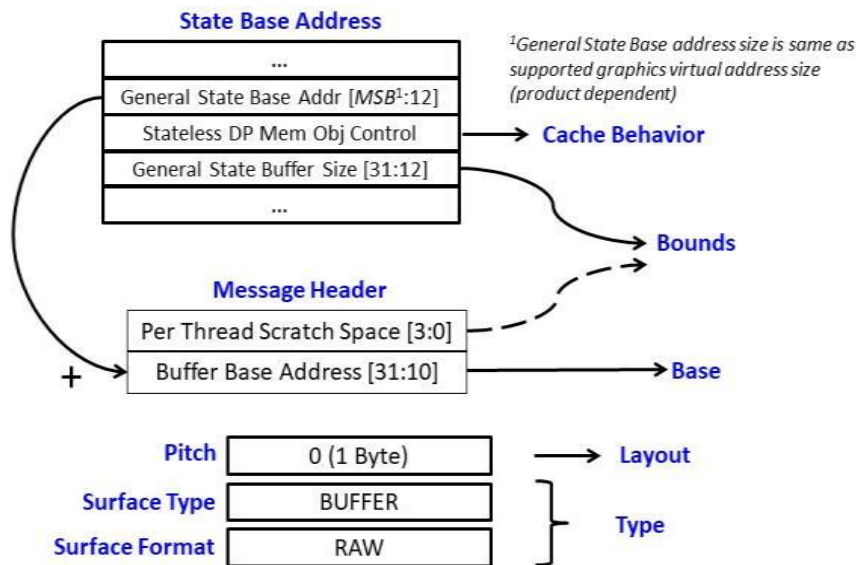 State Base Address
...
¹General State Base address size is same as
supported graphics virtual address size
(product dependent)
General State Base Addr [MSB¹:12]
Stateless DP Mem Obj Control
Cache Behavior
General State Buffer Size [31:12]
...
Bounds
Message Header
Per Thread Scratch Space [3:0]
+
Buffer Base Address [31:10]
Base
Pitch
0 (1 Byte)
Layout
Surface Type
BUFFER
Type
Surface Format
RAW